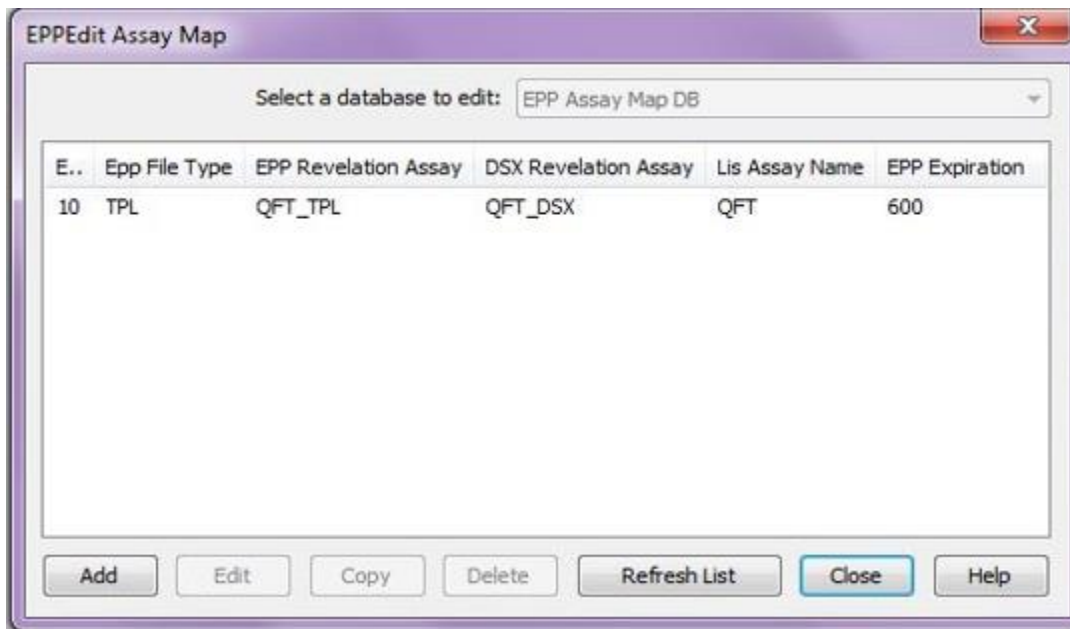 EPPEdit Assay Map
Select a database to edit: EPP Assay Map DB
E.. Epp File Type EPP Revelation Assay DSX Revelation Assay Lis Assay Name EPP Expiration
10 TPL QFT_TPL QFT_DSX QFT 600
Add Edit Copy Delete Refresh List Close Help